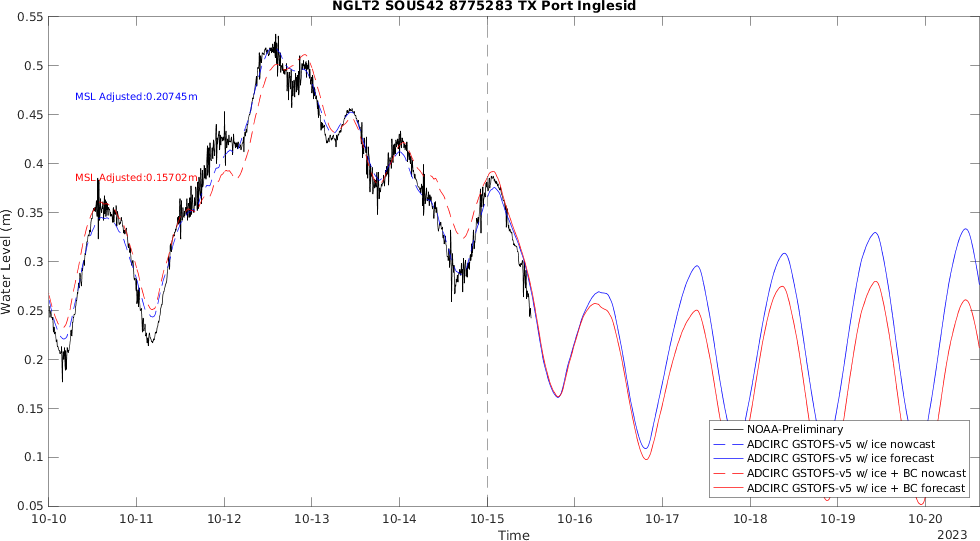 NGLT2 SOUS42 8775283 TX Port Inglesid
0.55
0.5
0.45
0.4
0.35
0.3
0.25
0.2
0.15
0.1
0.05
Water Level (m)
MSL Adjusted:0.20745m
MSL Adjusted:0.15702m
NOAA-Preliminary
ADCIRC GSTOFS-v5 w/ ice nowcast
ADCIRC GSTOFS-v5 w/ ice forecast
ADCIRC GSTOFS-v5 w/ ice + BC nowcast
ADCIRC GSTOFS-v5 w/ ice + BC forecast
10-10 10-11 10-12 10-13 10-14 10-15 10-16 10-17 10-18 10-19 10-20
Time
2023